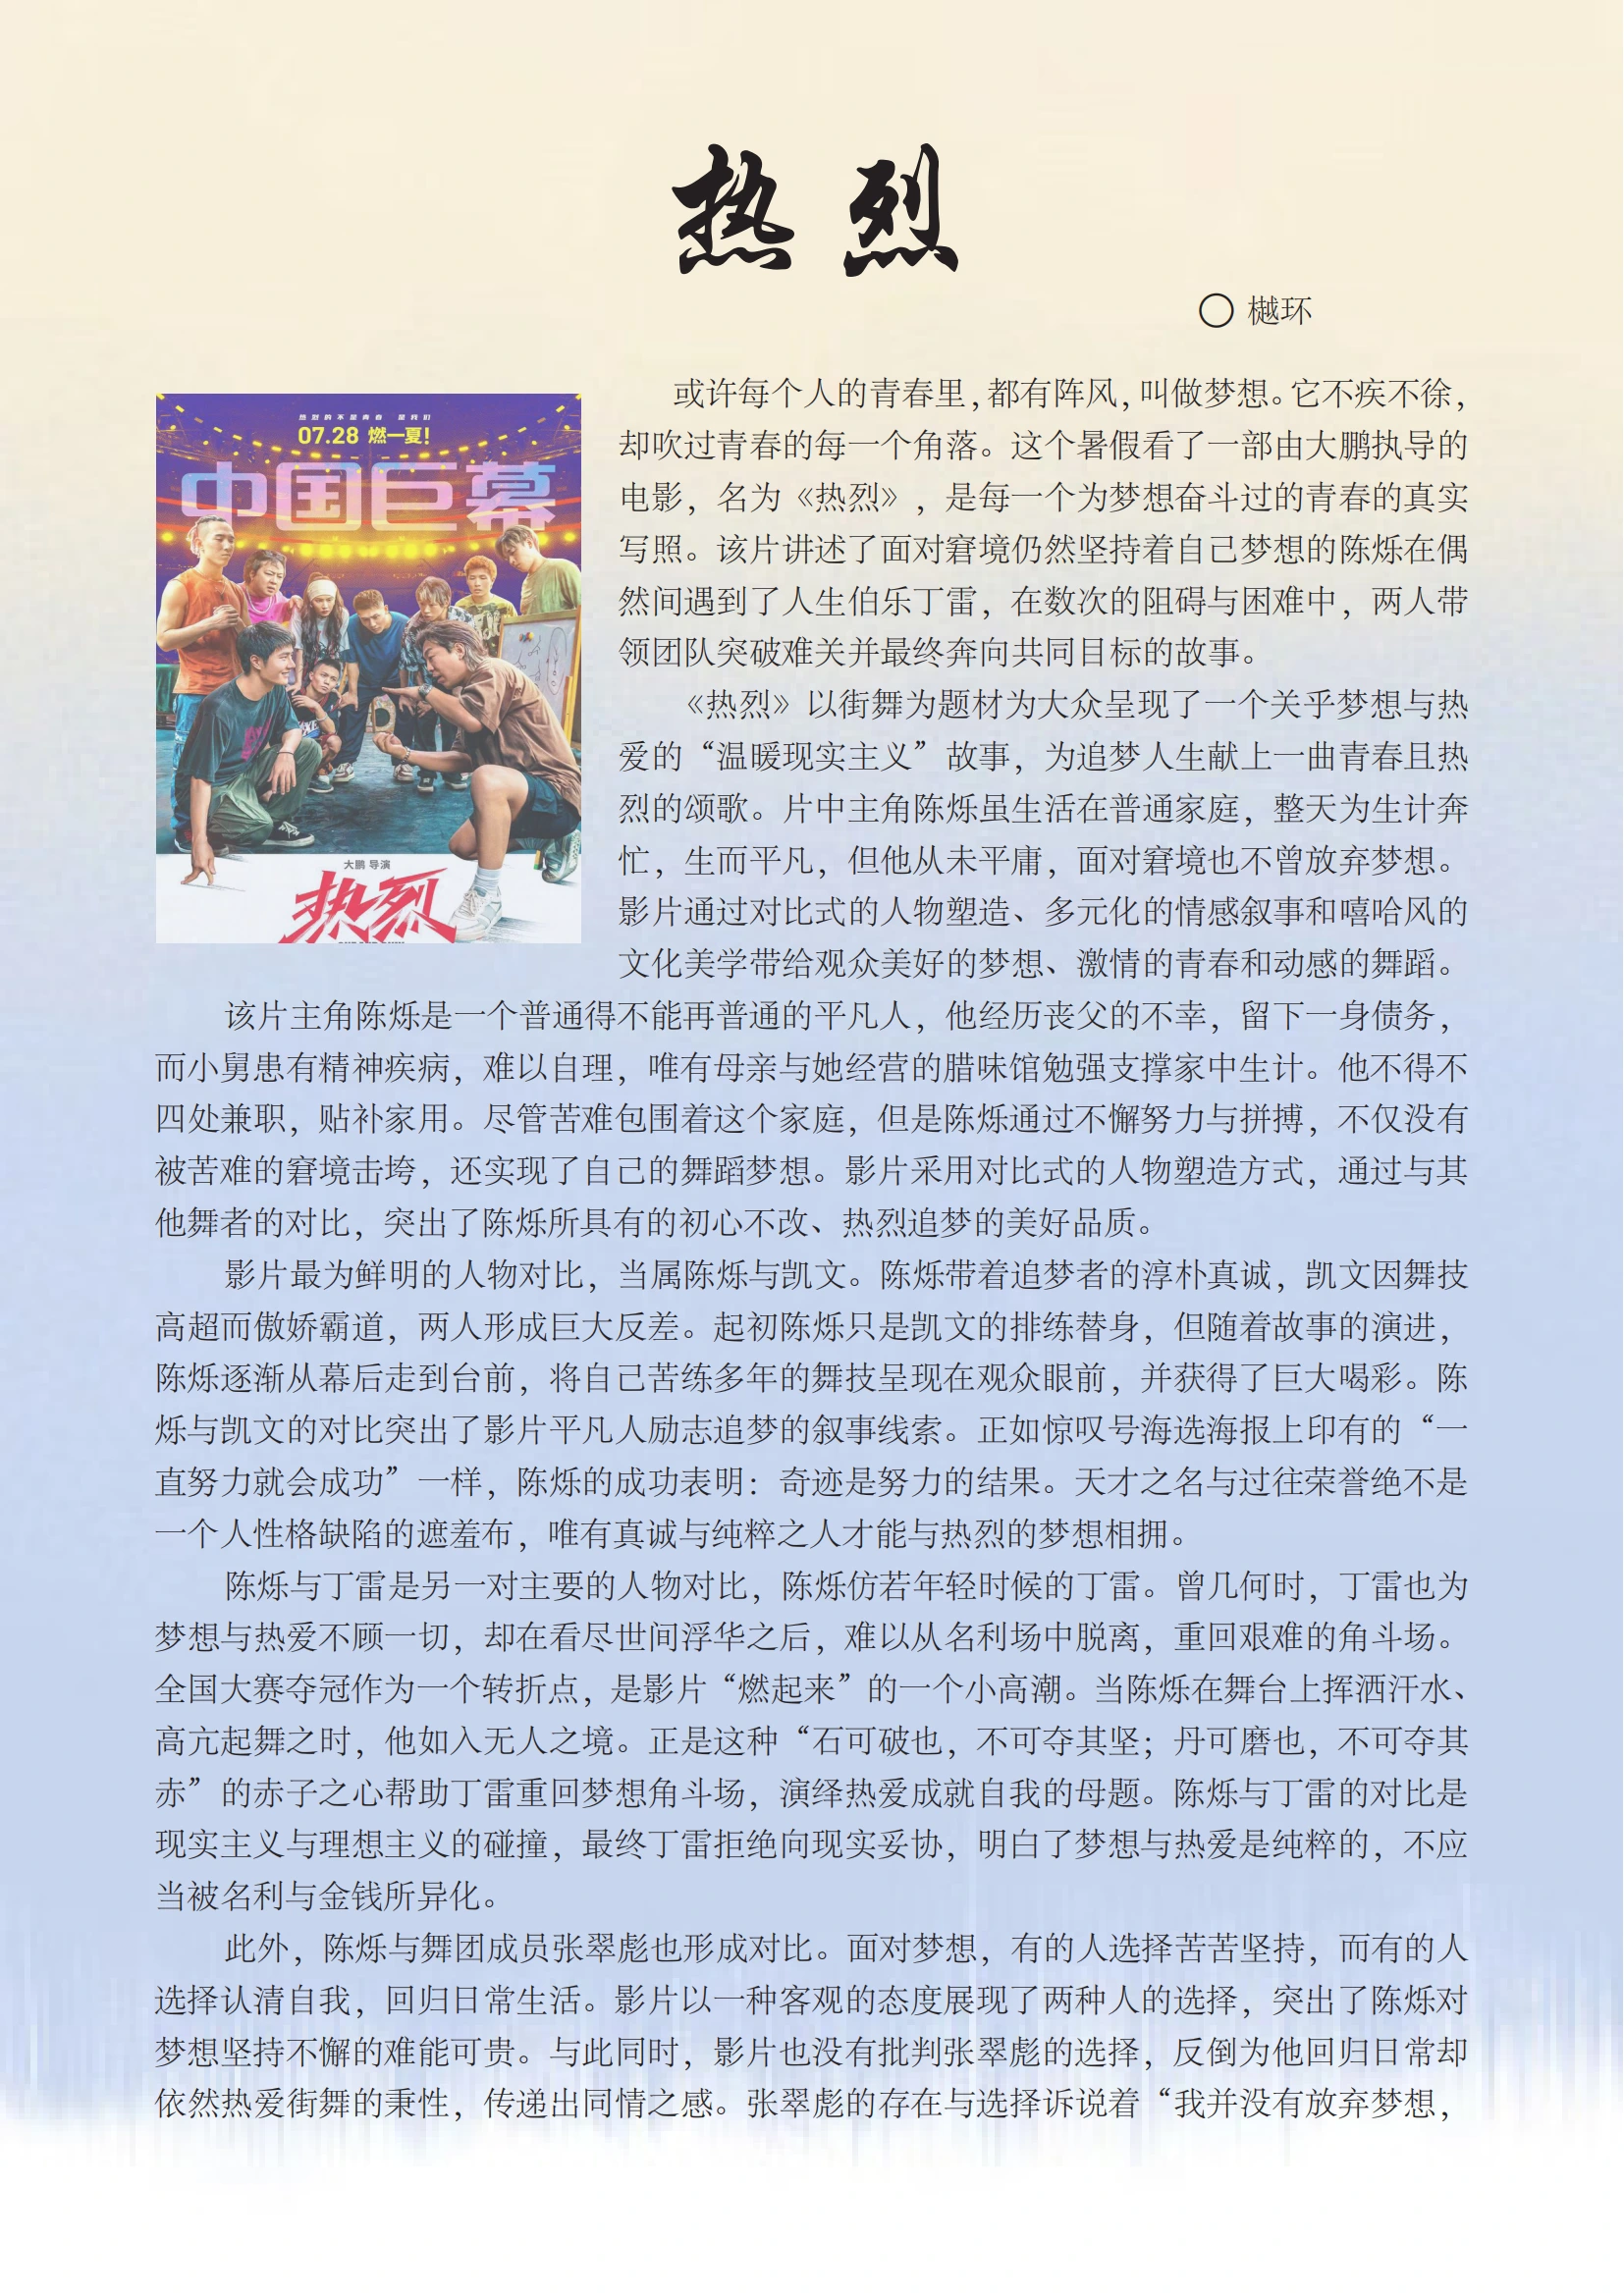 热烈
〇 樾环
热烈的不是青春 是我们
07.28 燃一夏!
中国巨幕
大鹏 导演
热烈
或许每个人的青春里,都有阵风,叫做梦想。它不疾不徐,
却吹过青春的每一个角落。这个暑假看了一部由大鹏执导的
电影，名为《热烈》，是每一个为梦想奋斗过的青春的真实
写照。该片讲述了面对窘境仍然坚持着自己梦想的陈烁在偶
然间遇到了人生伯乐丁雷，在数次的阻碍与困难中，两人带
领团队突破难关并最终奔向共同目标的故事。
《热烈》以街舞为题材为大众呈现了一个关乎梦想与热
爱的“温暖现实主义”故事，为追梦人生献上一曲青春且热
烈的颂歌。片中主角陈烁虽生活在普通家庭，整天为生计奔
忙，生而平凡，但他从未平庸，面对窘境也不曾放弃梦想。
影片通过对比式的人物塑造、多元化的情感叙事和嘻哈风的
文化美学带给观众美好的梦想、激情的青春和动感的舞蹈。
该片主角陈烁是一个普通得不能再普通的平凡人，他经历丧父的不幸，留下一身债务，
而小舅患有精神疾病，难以自理，唯有母亲与她经营的腊味馆勉强支撑家中生计。他不得不
四处兼职，贴补家用。尽管苦难包围着这个家庭，但是陈烁通过不懈努力与拼搏，不仅没有
被苦难的窘境击垮，还实现了自己的舞蹈梦想。影片采用对比式的人物塑造方式，通过与其
他舞者的对比，突出了陈烁所具有的初心不改、热烈追梦的美好品质。
影片最为鲜明的人物对比，当属陈烁与凯文。陈烁带着追梦者的淳朴真诚，凯文因舞技
高超而傲娇霸道，两人形成巨大反差。起初陈烁只是凯文的排练替身，但随着故事的演进，
陈烁逐渐从幕后走到台前，将自己苦练多年的舞技呈现在观众眼前，并获得了巨大喝彩。陈
烁与凯文的对比突出了影片平凡人励志追梦的叙事线索。正如惊叹号海选海报上印有的“一
直努力就会成功”一样，陈烁的成功表明：奇迹是努力的结果。天才之名与过往荣誉绝不是
一个人性格缺陷的遮羞布，唯有真诚与纯粹之人才能与热烈的梦想相拥。
陈烁与丁雷是另一对主要的人物对比，陈烁仿若年轻时候的丁雷。曾几何时，丁雷也为
梦想与热爱不顾一切，却在看尽世间浮华之后，难以从名利场中脱离，重回艰难的角斗场。
全国大赛夺冠作为一个转折点，是影片“燃起来”的一个小高潮。当陈烁在舞台上挥洒汗水、
高亢起舞之时，他如入无人之境。正是这种“石可破也，不可夺其坚；丹可磨也，不可夺其
赤”的赤子之心帮助丁雷重回梦想角斗场，演绎热爱成就自我的母题。陈烁与丁雷的对比是
现实主义与理想主义的碰撞，最终丁雷拒绝向现实妥协，明白了梦想与热爱是纯粹的，不应
当被名利与金钱所异化。
此外，陈烁与舞团成员张翠彪也形成对比。面对梦想，有的人选择苦苦坚持，而有的人
选择认清自我，回归日常生活。影片以一种客观的态度展现了两种人的选择，突出了陈烁对
梦想坚持不懈的难能可贵。与此同时，影片也没有批判张翠彪的选择，反倒为他回归日常却
依然热爱街舞的秉性，传递出同情之感。张翠彪的存在与选择诉说着“我并没有放弃梦想，